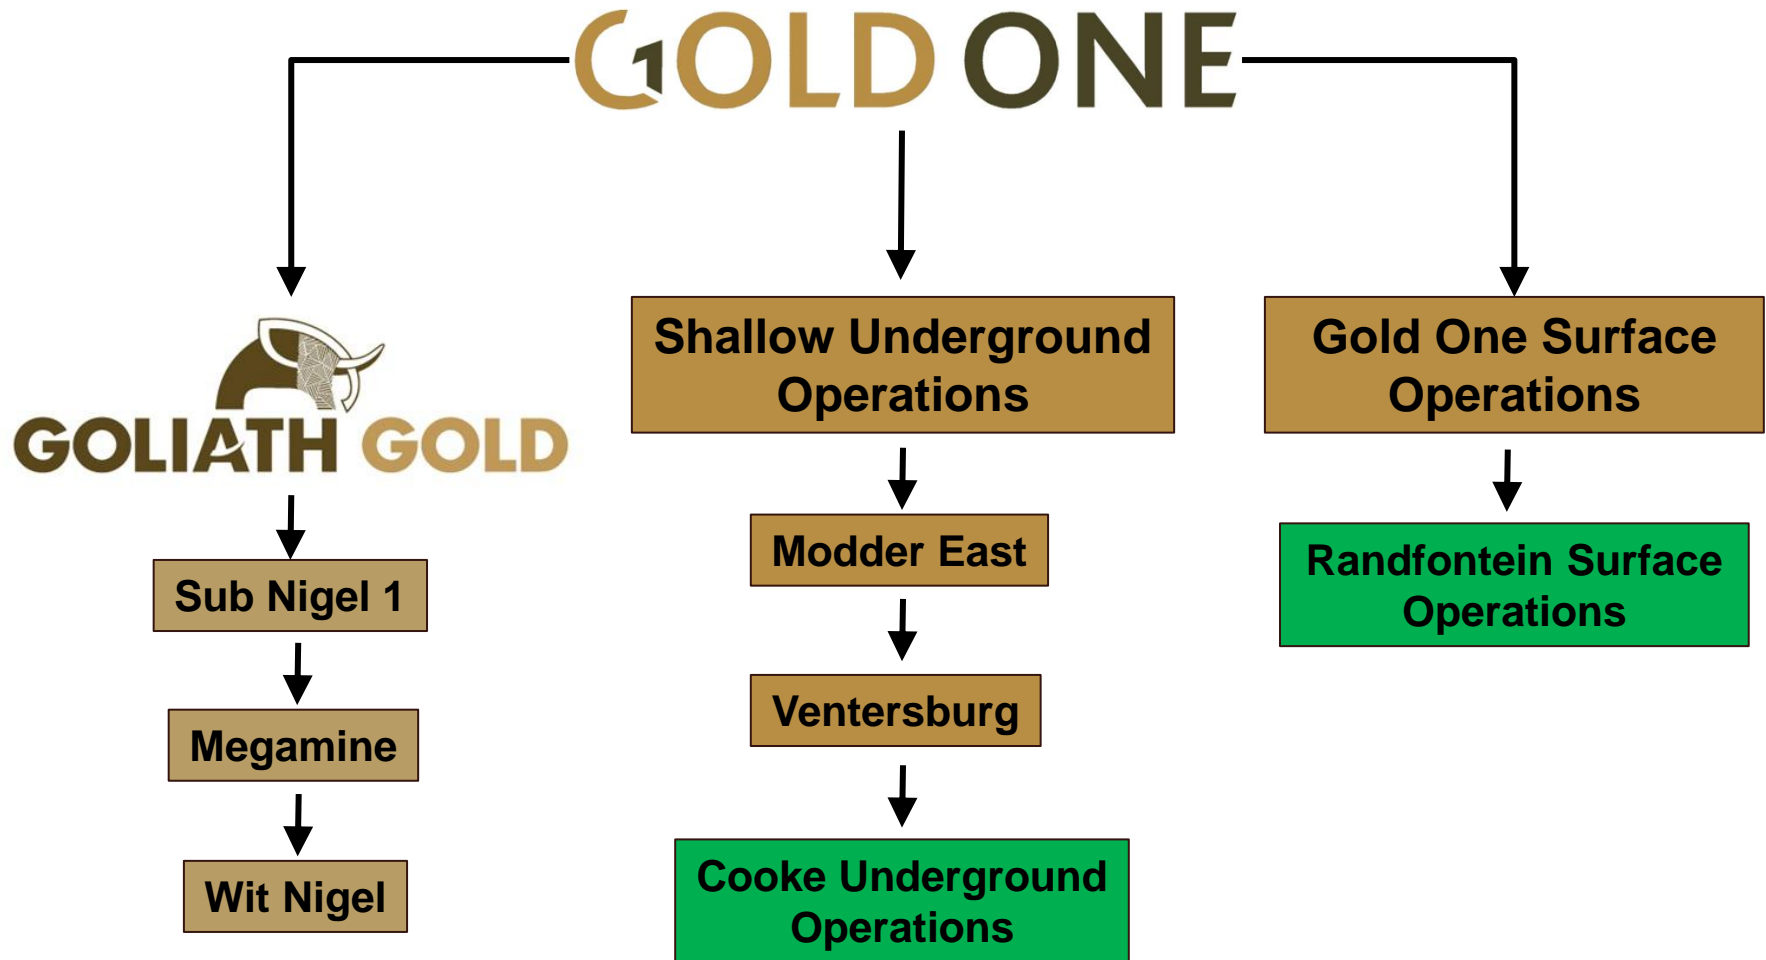 GOLD ONE
GOLIATH GOLD
Sub Nigel 1
Megamine
Wit Nigel
Shallow Underground
Operations
Modder East
Ventersburg
Cooke Underground
Operations
Gold One Surface
Operations
Randfontein Surface
Operations